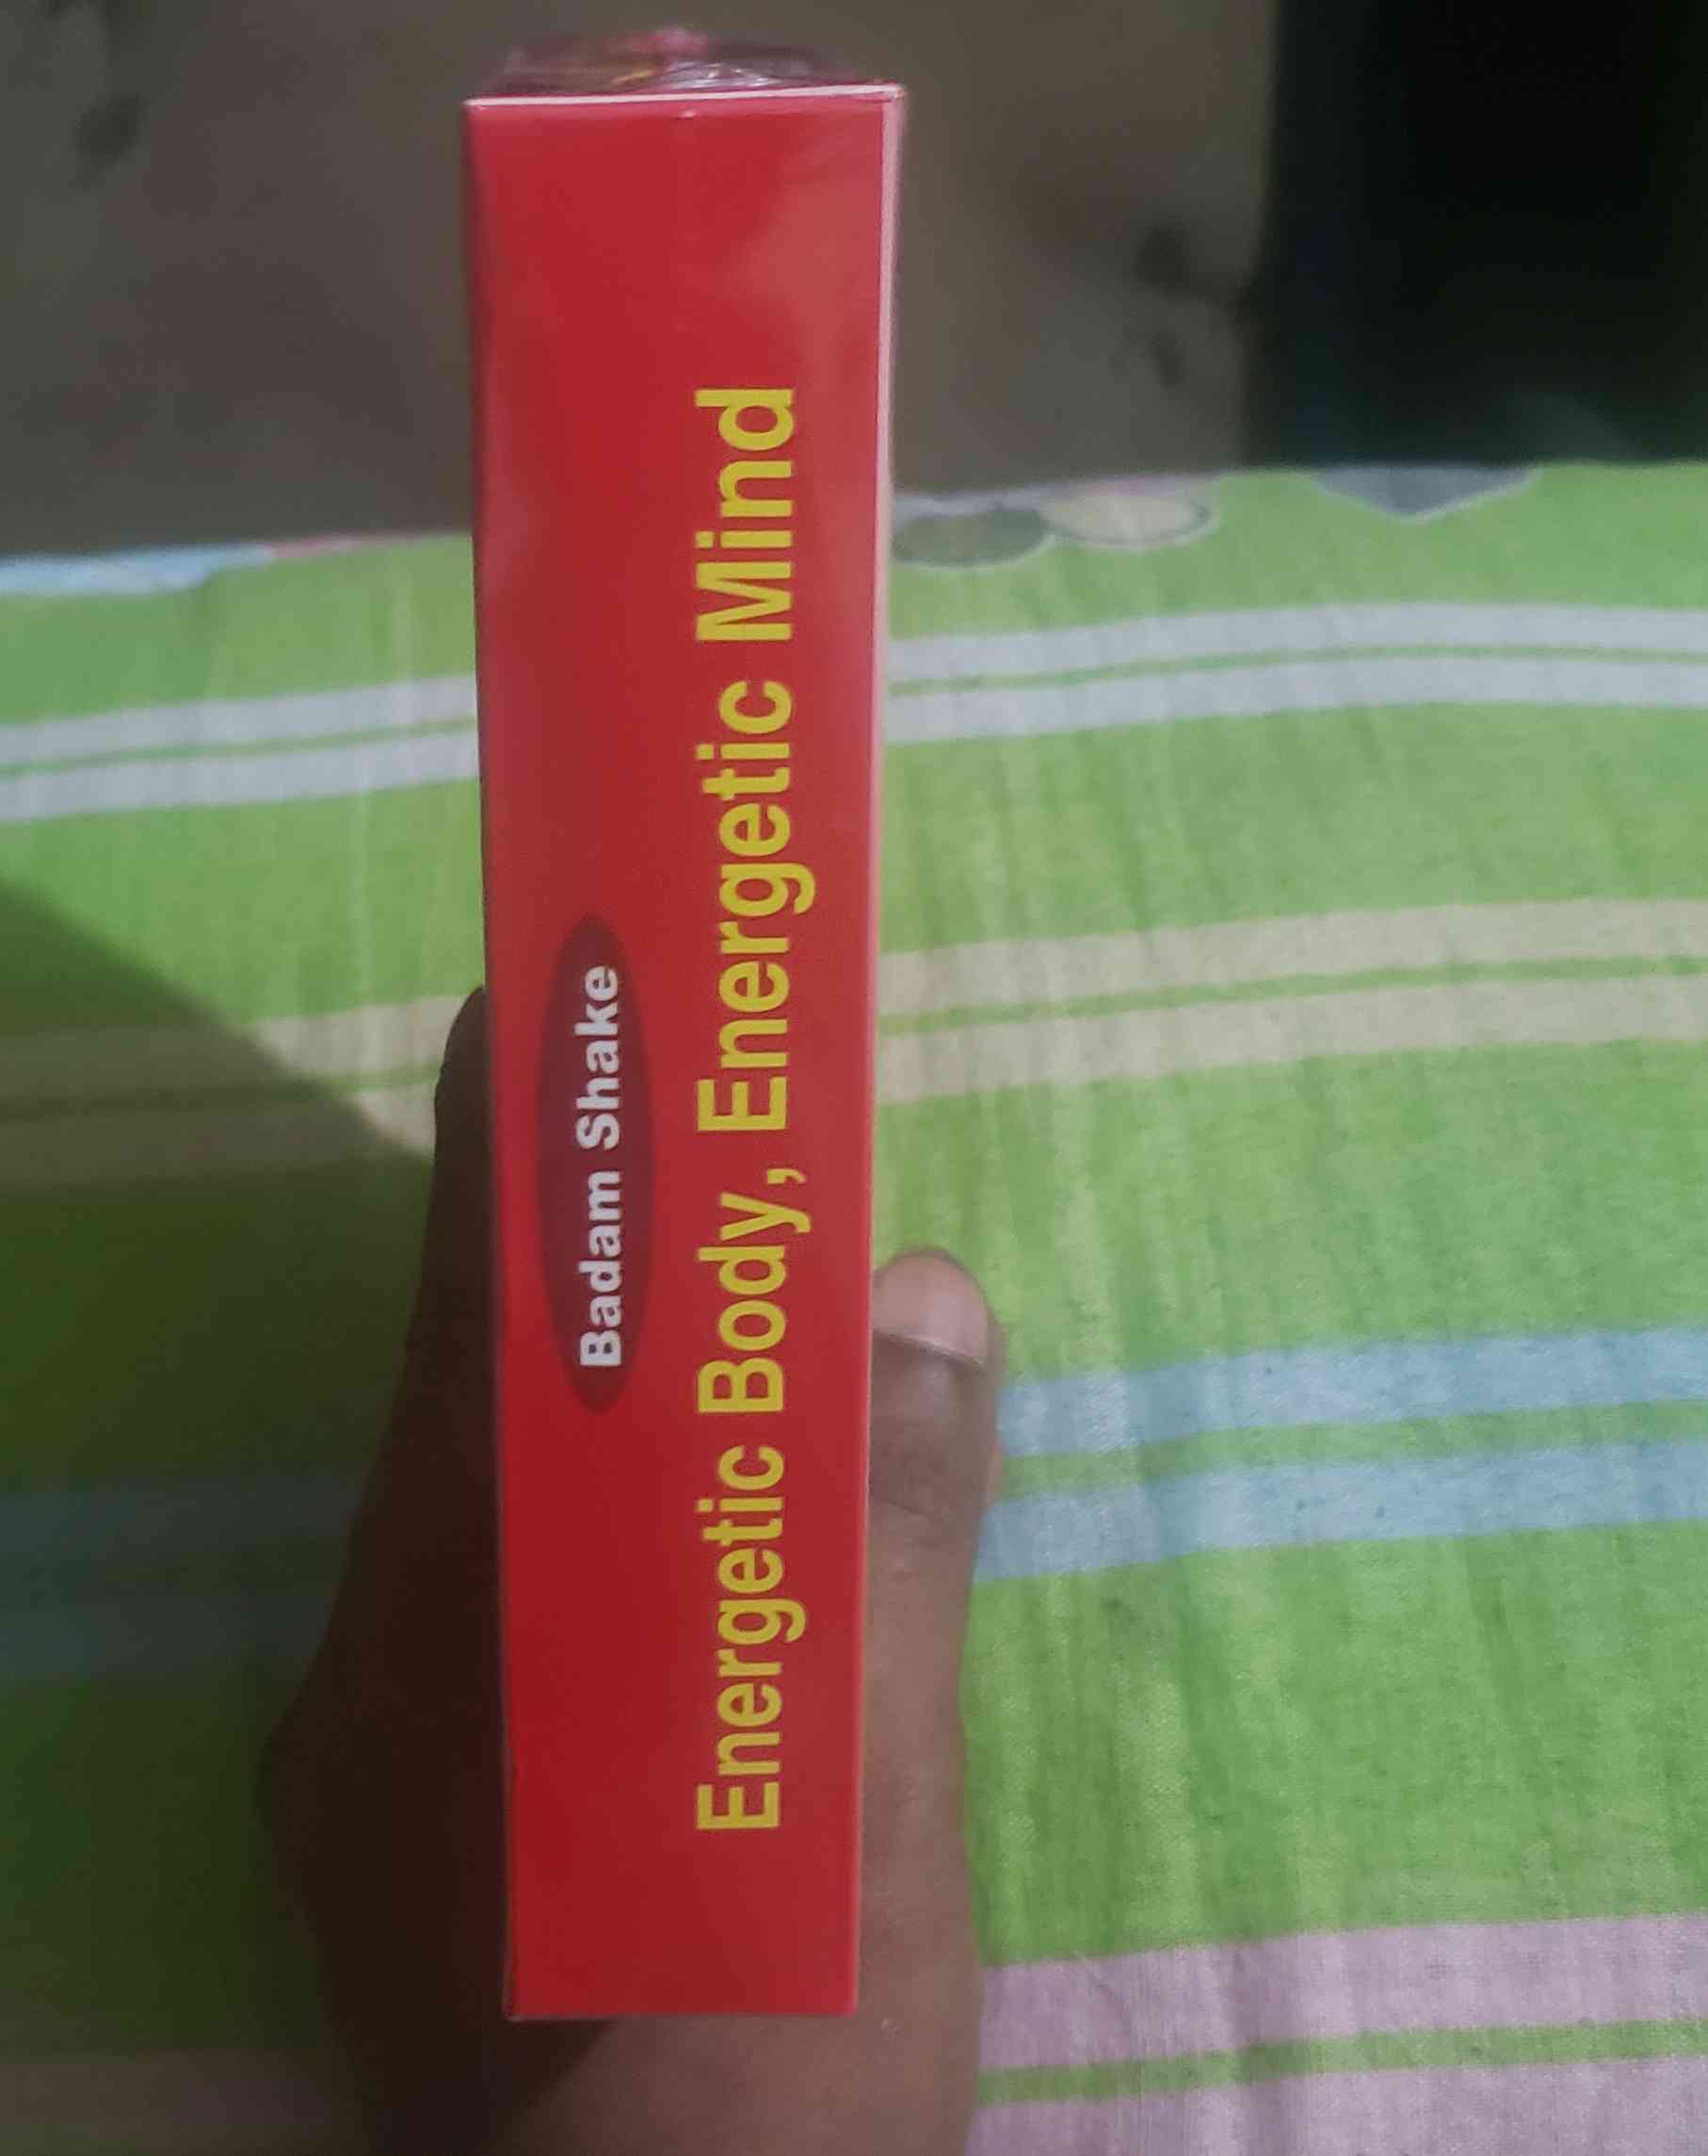 Badam Shake
Energetic Body, Energetic Mind